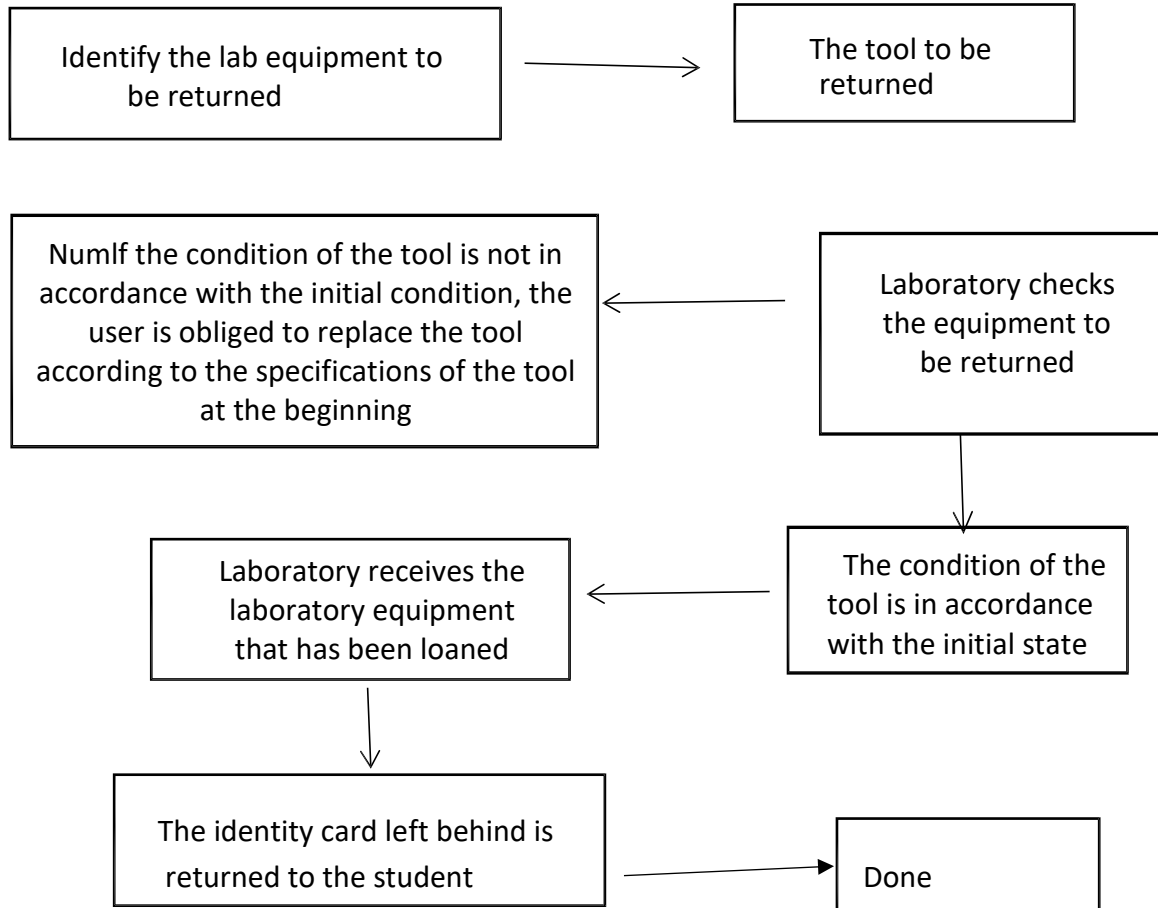 Identify the lab equipment to
be returned
The tool to be
returned
NumIf the condition of the tool is not in
accordance with the initial condition, the
user is obliged to replace the tool
according to the specifications of the tool
at the beginning
Laboratory checks
the equipment to
be returned
Laboratory receives the
laboratory equipment
that has been loaned
The condition of the
tool is in accordance
with the initial state
The identity card left behind is
returned to the student
Done